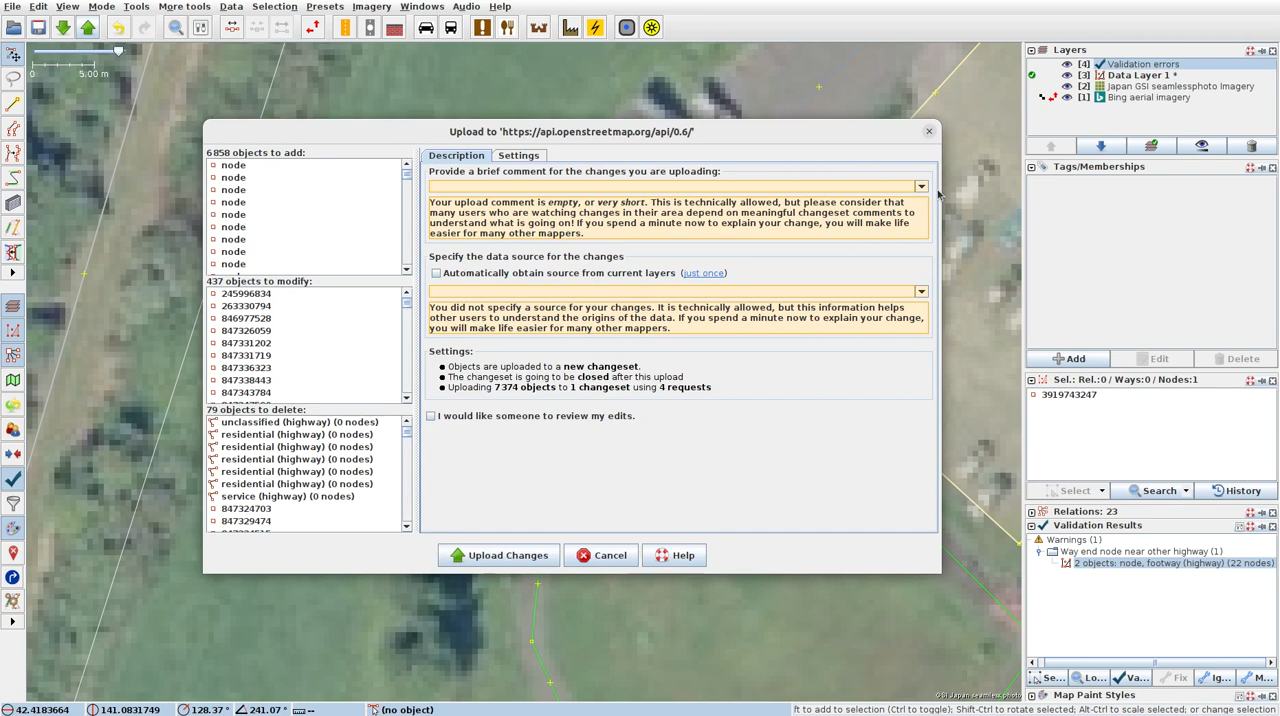 File Edit View Mode Tools More tools Data Selection Presets Imagery Windows Audio Help
0 5.00 m
Upload to 'https://api.openstreetmap.org/api/0.6/'
6 858 objects to add:
node
node
node
node
node
node
node
node
node
437 objects to modify:
245996834
263330794
846977528
847326059
847331202
847331719
847336323
847338443
847343784
79 objects to delete:
unclassified (highway) (0 nodes)
residential (highway) (0 nodes)
residential (highway) (0 nodes)
residential (highway) (0 nodes)
residential (highway) (0 nodes)
residential (highway) (0 nodes)
service (highway) (0 nodes)
847324703
847329474
Description Settings
Provide a brief comment for the changes you are uploading:
Your upload comment is empty, or very short. This is technically allowed, but please consider that
many users who are watching changes in their area depend on meaningful changeset comments to
understand what is going on! If you spend a minute now to explain your change, you will make life
easier for many other mappers.
Specify the data source for the changes
Automatically obtain source from current layers (just once)
You did not specify a source for your changes. It is technically allowed, but this information helps
other users to understand the origins of the data. If you spend a minute now to explain your change,
you will make life easier for many other mappers.
Settings:
Objects are uploaded to a new changeset.
The changeset is going to be closed after this upload
Uploading 7 374 objects to 1 changeset using 4 requests
I would like someone to review my edits.
Upload Changes Cancel Help
Layers
[4] Validation errors
[3] Data Layer 1 *
[2] Japan GSI seamlessphoto Imagery
[1] Bing aerial imagery
Tags/Memberships
Add Edit Delete
Sel.: Rel.:0 / Ways:0 / Nodes:1
3919743247
Select Search History
Relations: 23
Validation Results
Warnings (1)
Way end node near other highway (1)
2 objects: node, footway (highway) (22 nodes)
Se... Lo... Va... Fix Ig... M...
Map Paint Styles
©GSI Japan seamless photo
42.4183664 141.0831749 128.37° 241.07° -- (no object) ft to add to selection (Ctrl to toggle); Shift-Ctrl to rotate selected; Alt-Ctrl to scale selected; or change selection